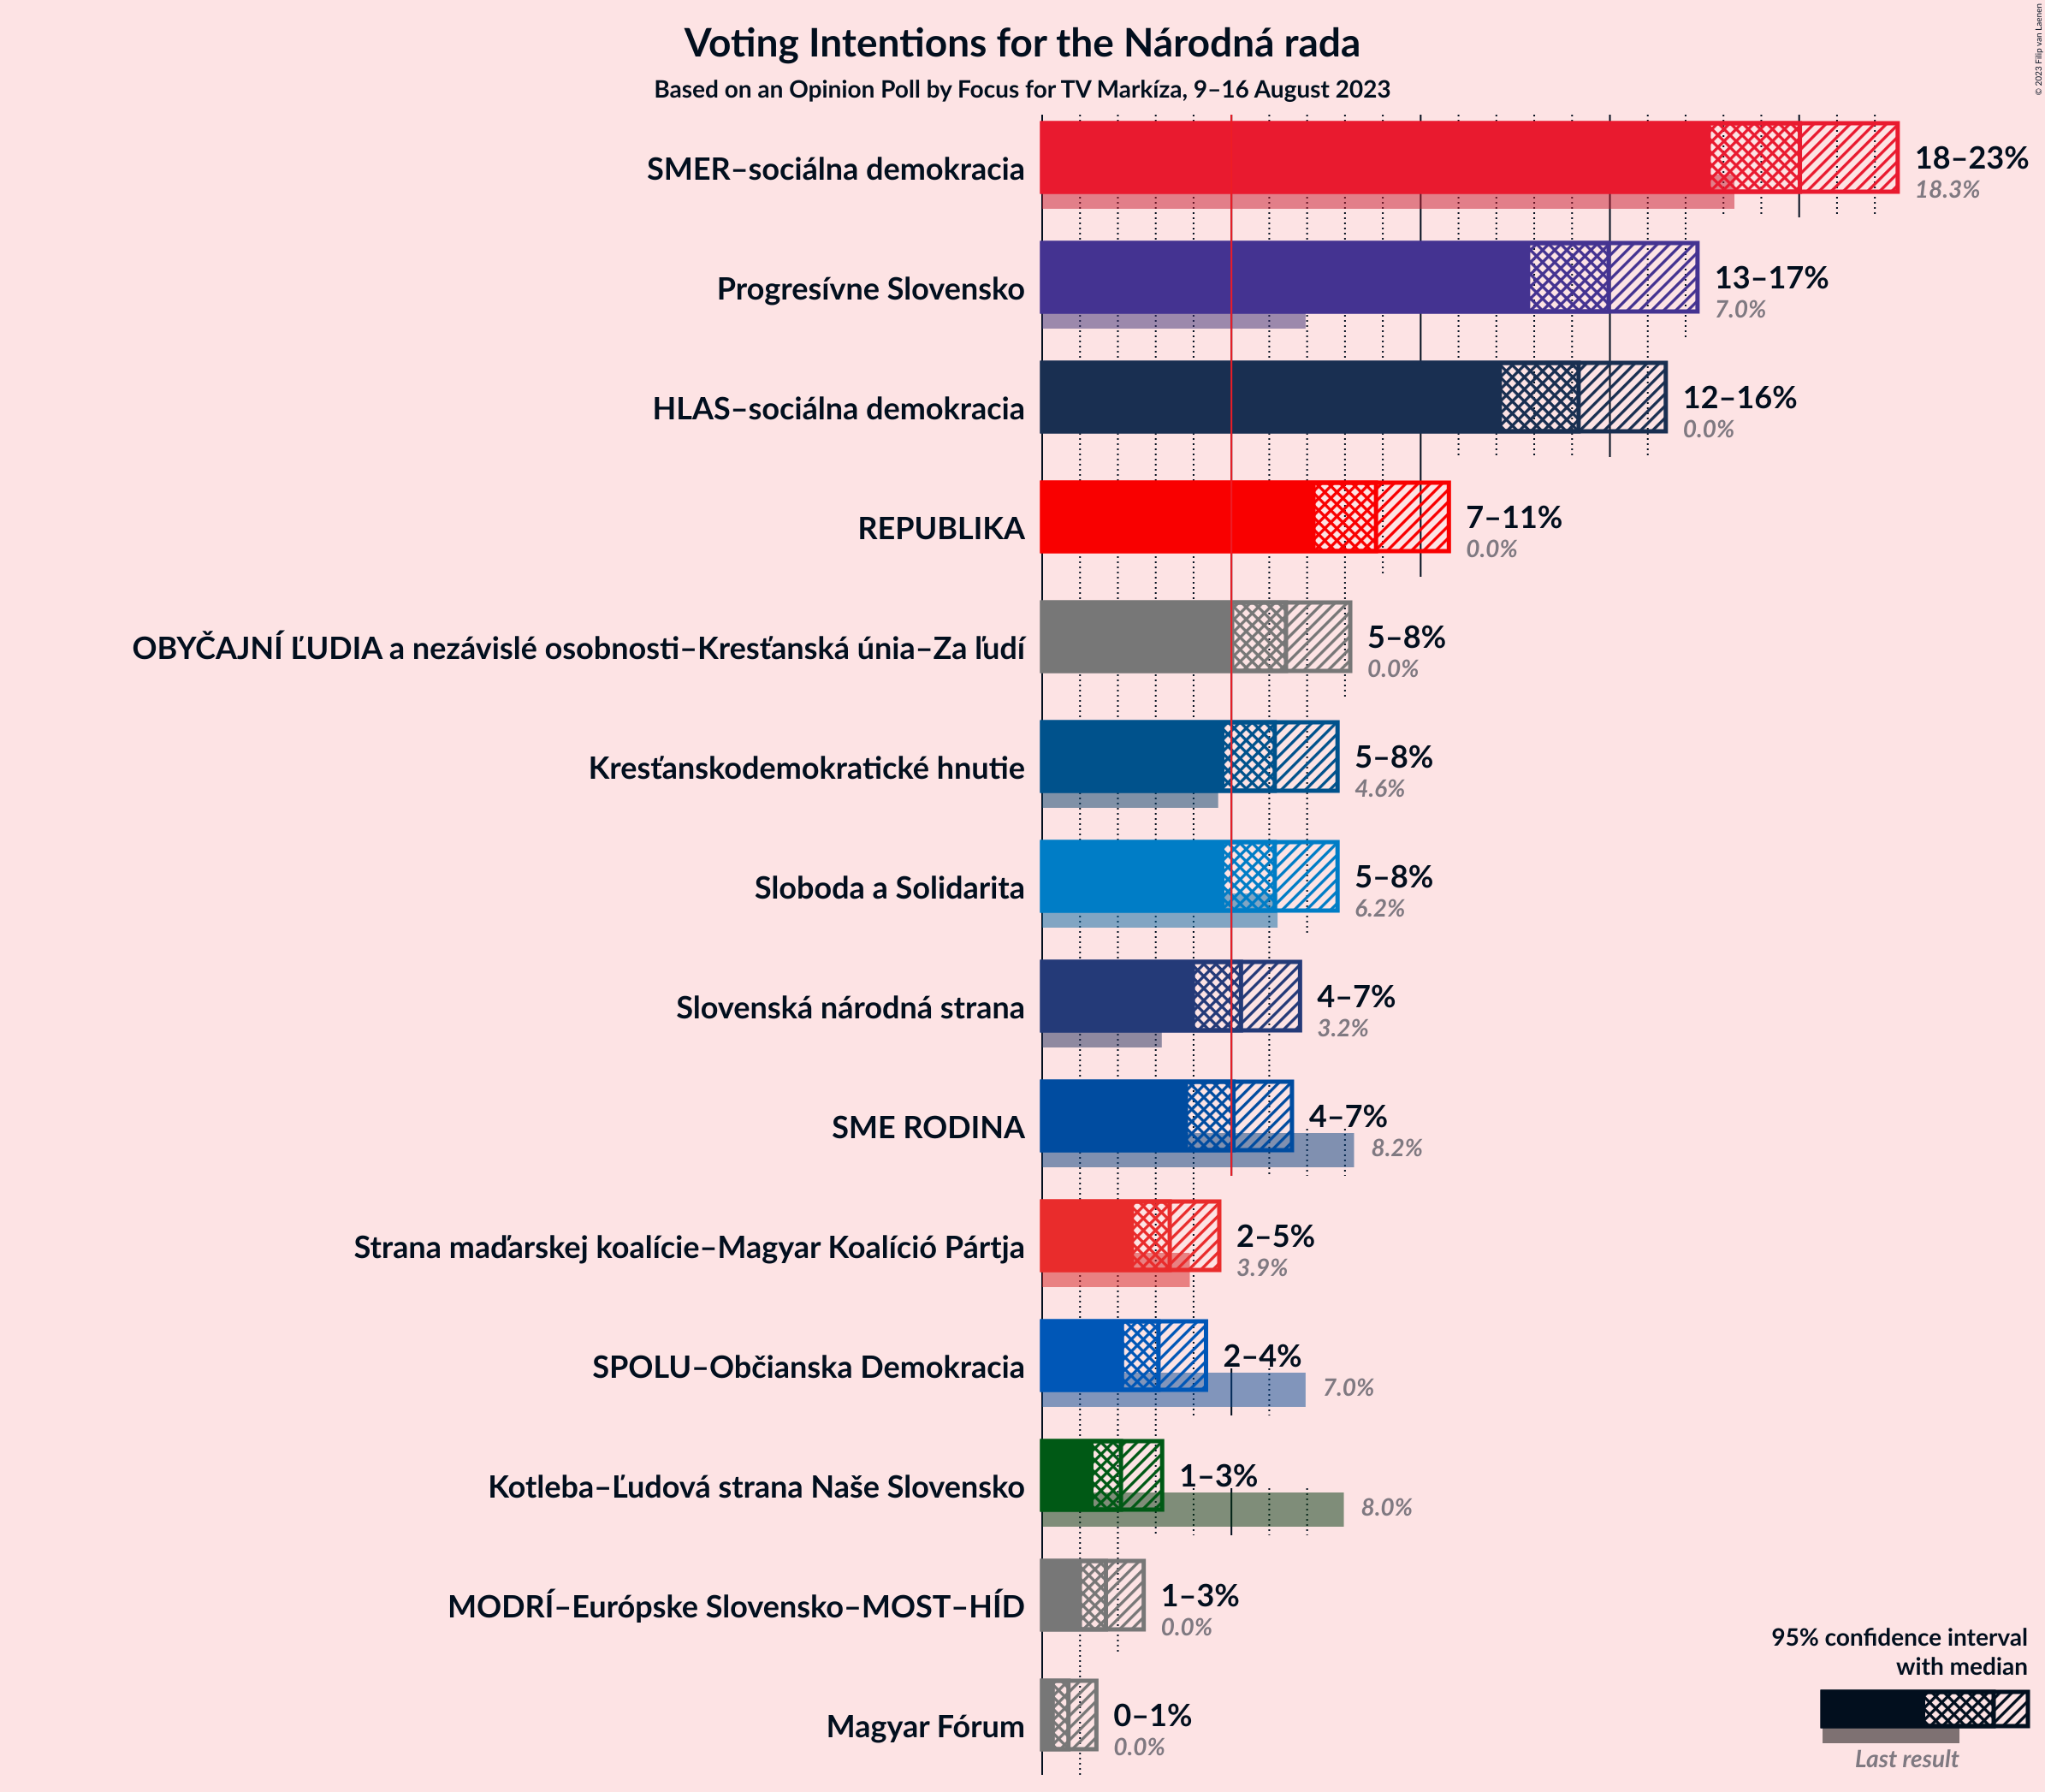 Voting Intentions for the Národná rada
Based on an Opinion Poll by Focus for TV Markíza, 9–16 August 2023
© 2023 Filip van Laenen
SMER–sociálna demokracia
18–23%
18.3%
Progresívne Slovensko
13–17%
7.0%
HLAS–sociálna demokracia
12–16%
0.0%
REPUBLIKA
7–11%
0.0%
OBYČAJNÍ ĽUDIA a nezávislé osobnosti–Kresťanská únia–Za ľudí
5–8%
0.0%
Kresťanskodemokratické hnutie
5–8%
4.6%
Sloboda a Solidarita
5–8%
6.2%
Slovenská národná strana
4–7%
3.2%
SME RODINA
4–7%
8.2%
Strana maďarskej koalície–Magyar Koalíció Pártja
2–5%
3.9%
SPOLU–Občianska Demokracia
2–4%
7.0%
Kotleba–Ľudová strana Naše Slovensko
1–3%
8.0%
MODRÍ–Európske Slovensko–MOST–HÍD
1–3%
0.0%
Magyar Fórum
0–1%
0.0%
95% confidence interval
with median
Last result